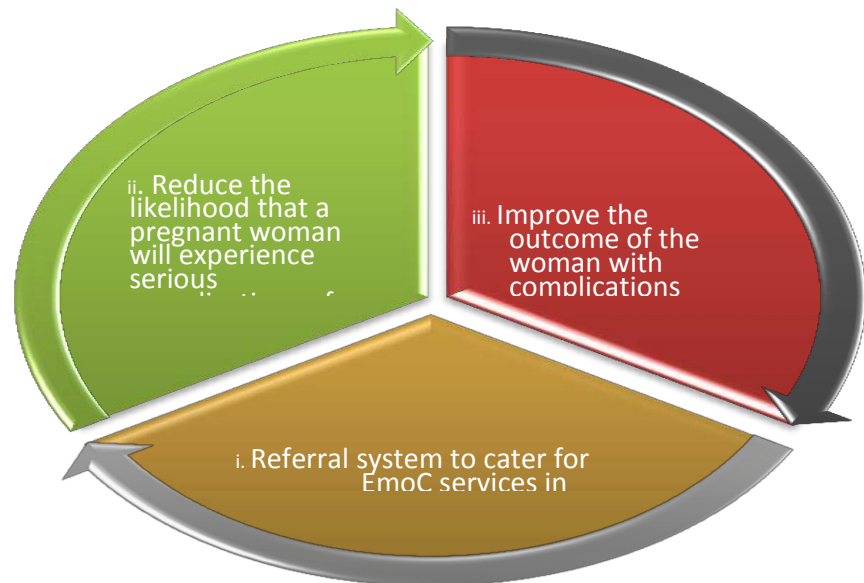 ii. Reduce the
likelihood that a
pregnant woman
will experience
serious
iii. Improve the
outcome of the
woman with
complications
i. Referral system to cater for
EmoC services in